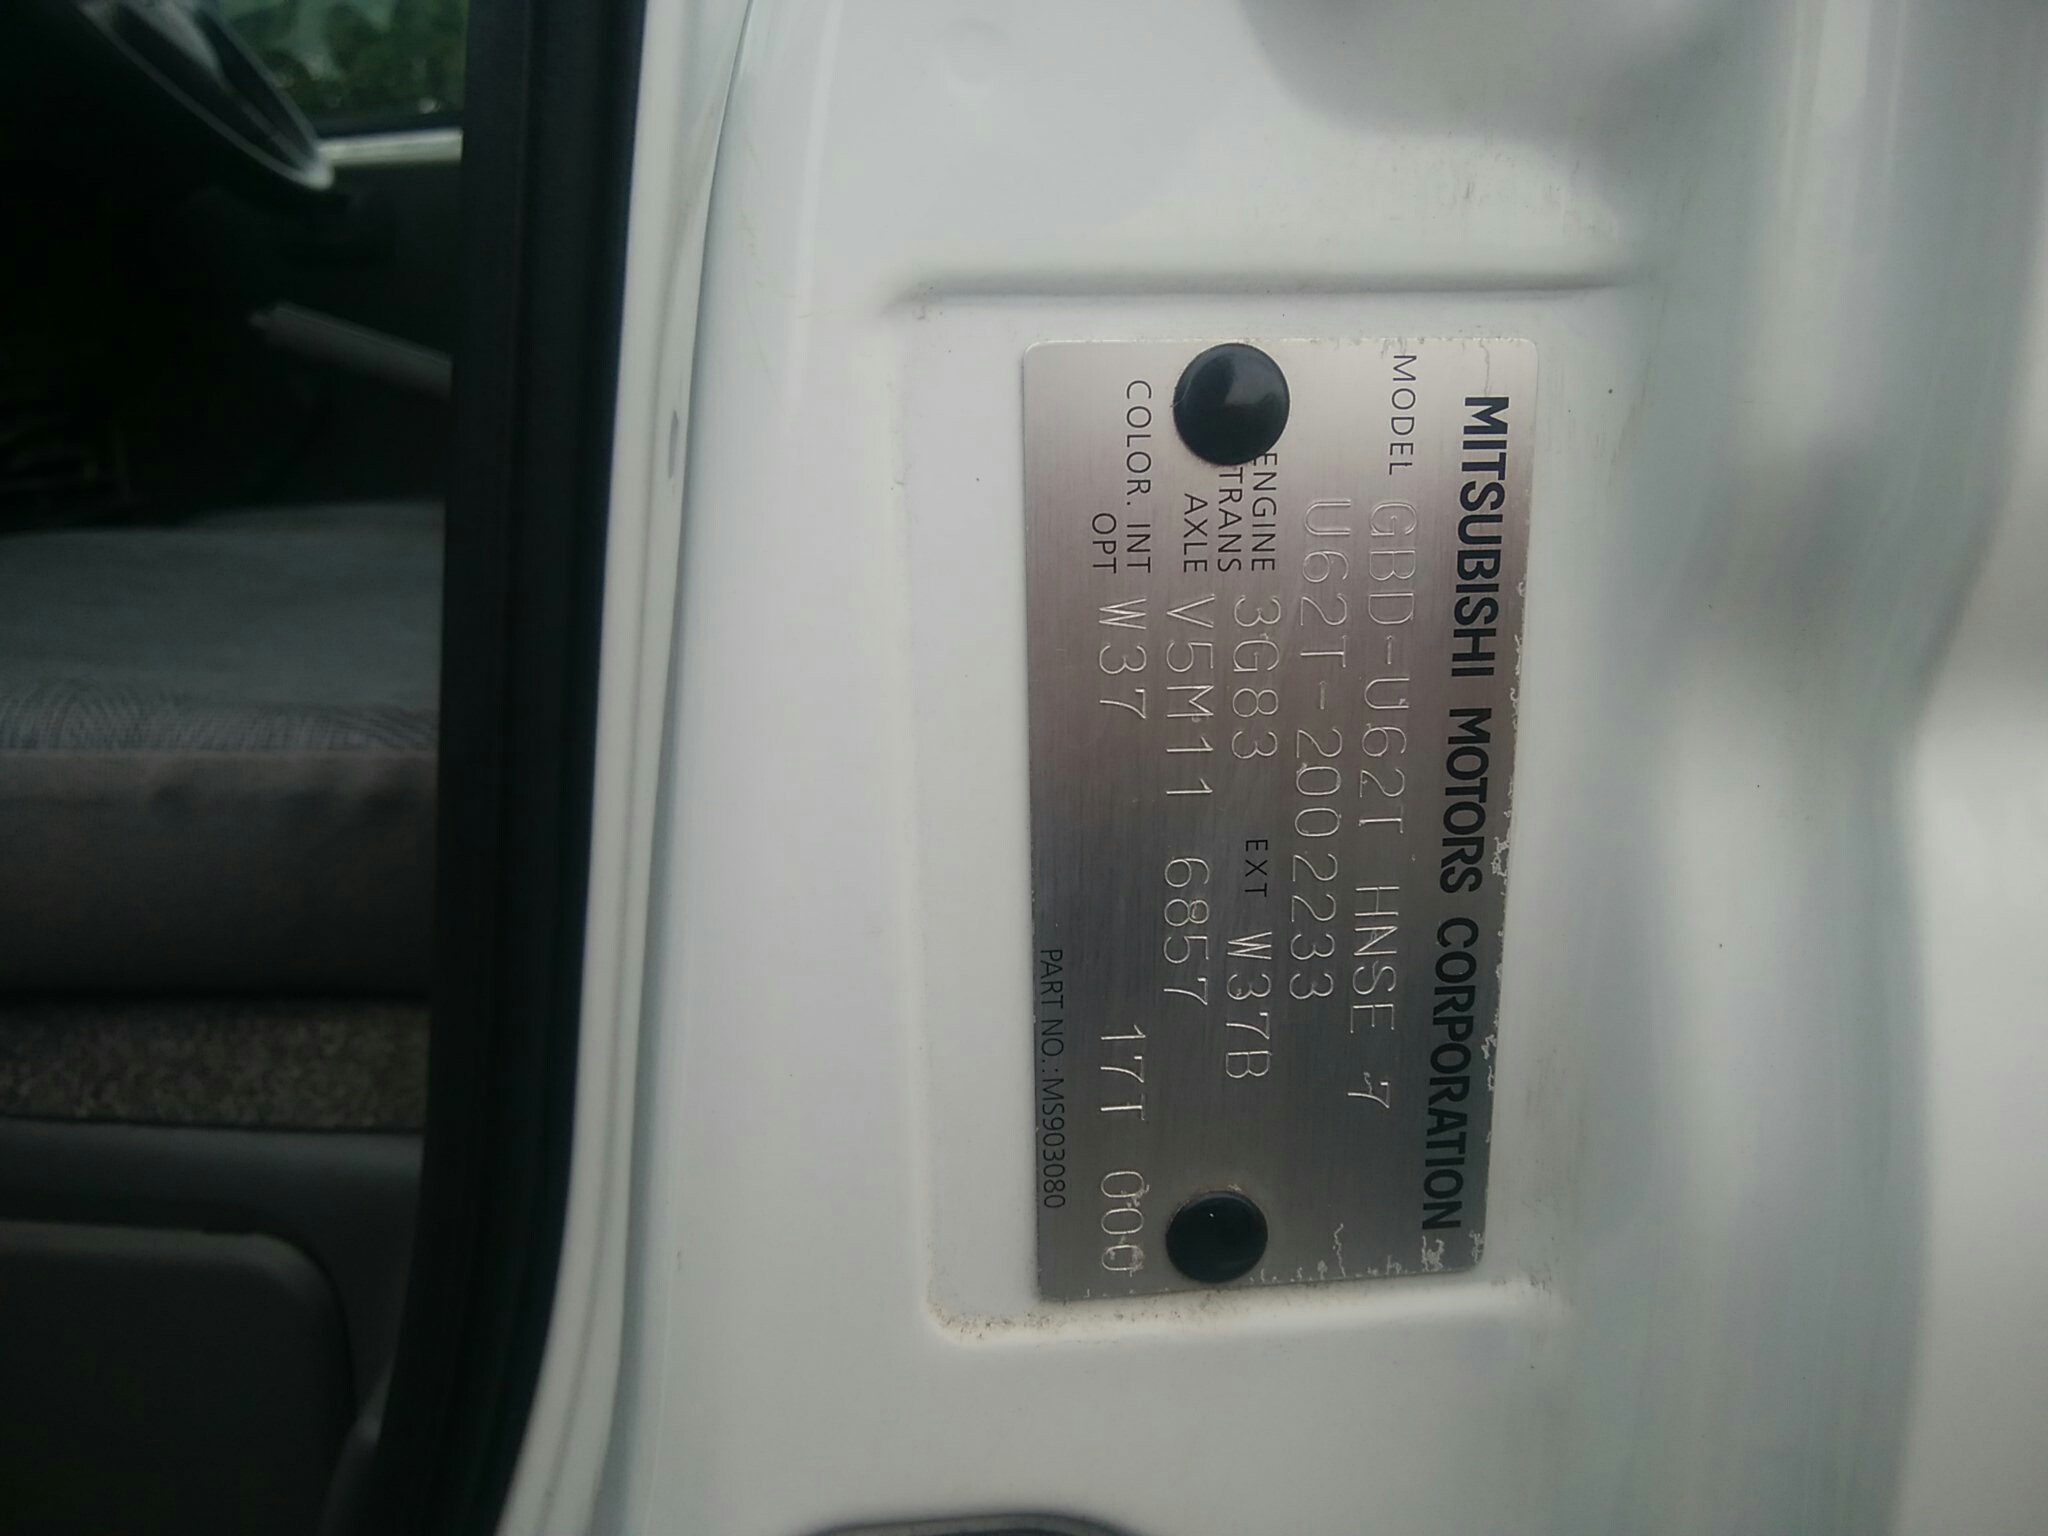 MITSUBISHI MOTORS CORPORATION
MODEL GBD-U62T HNSE 7
U62T-2002233
ENGINE 3G83 EXT W37B
TRANS
AXLE V5M11 6857
COLOR. INT W37 17T 000
OPT
PART NO.: MS903080